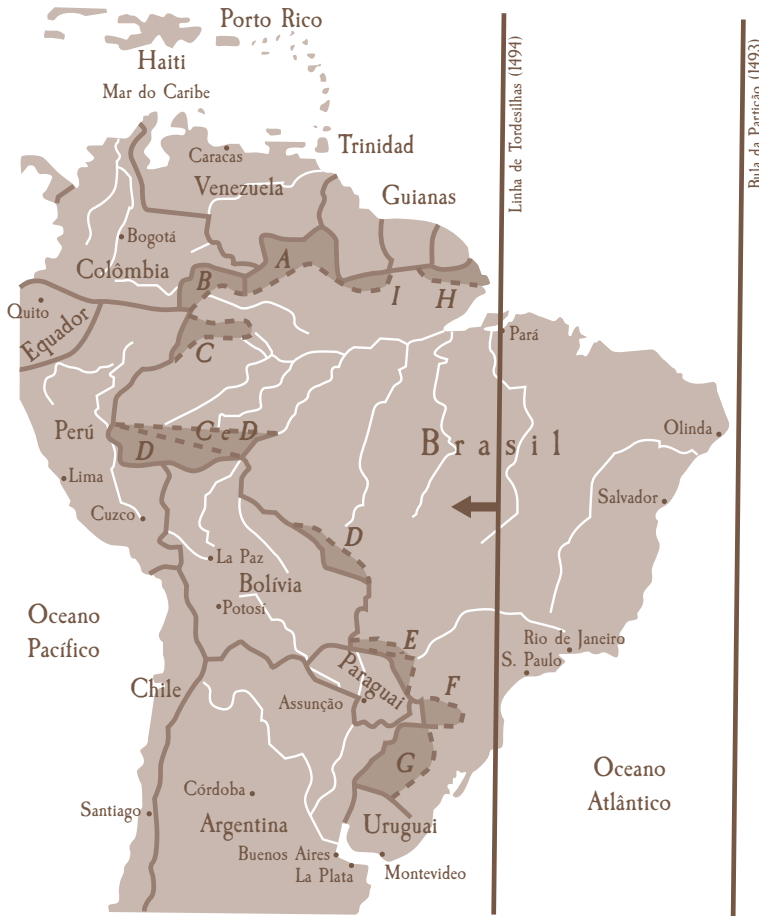 Porto Rico
Haiti
Mar do Caribe
Linha de Tordesilhas (1494)
Bula da Partição (1493)
Trinidad
Caracas
Venezuela
Guianas
Bogotá
Colômbia
A
B
I
H
Quito
Equador
C
Pará
Perú
C e D
D
Brasil
Olinda
Lima
Salvador
Cuzco
D
La Paz
Bolívia
Potosí
Oceano
Pacífico
E
Rio de Janeiro
S. Paulo
Paraguai
Chile
F
Assunção
G
Oceano
Atlântico
Córdoba
Santiago
Argentina
Uruguai
Buenos Aires
La Plata
Montevideo